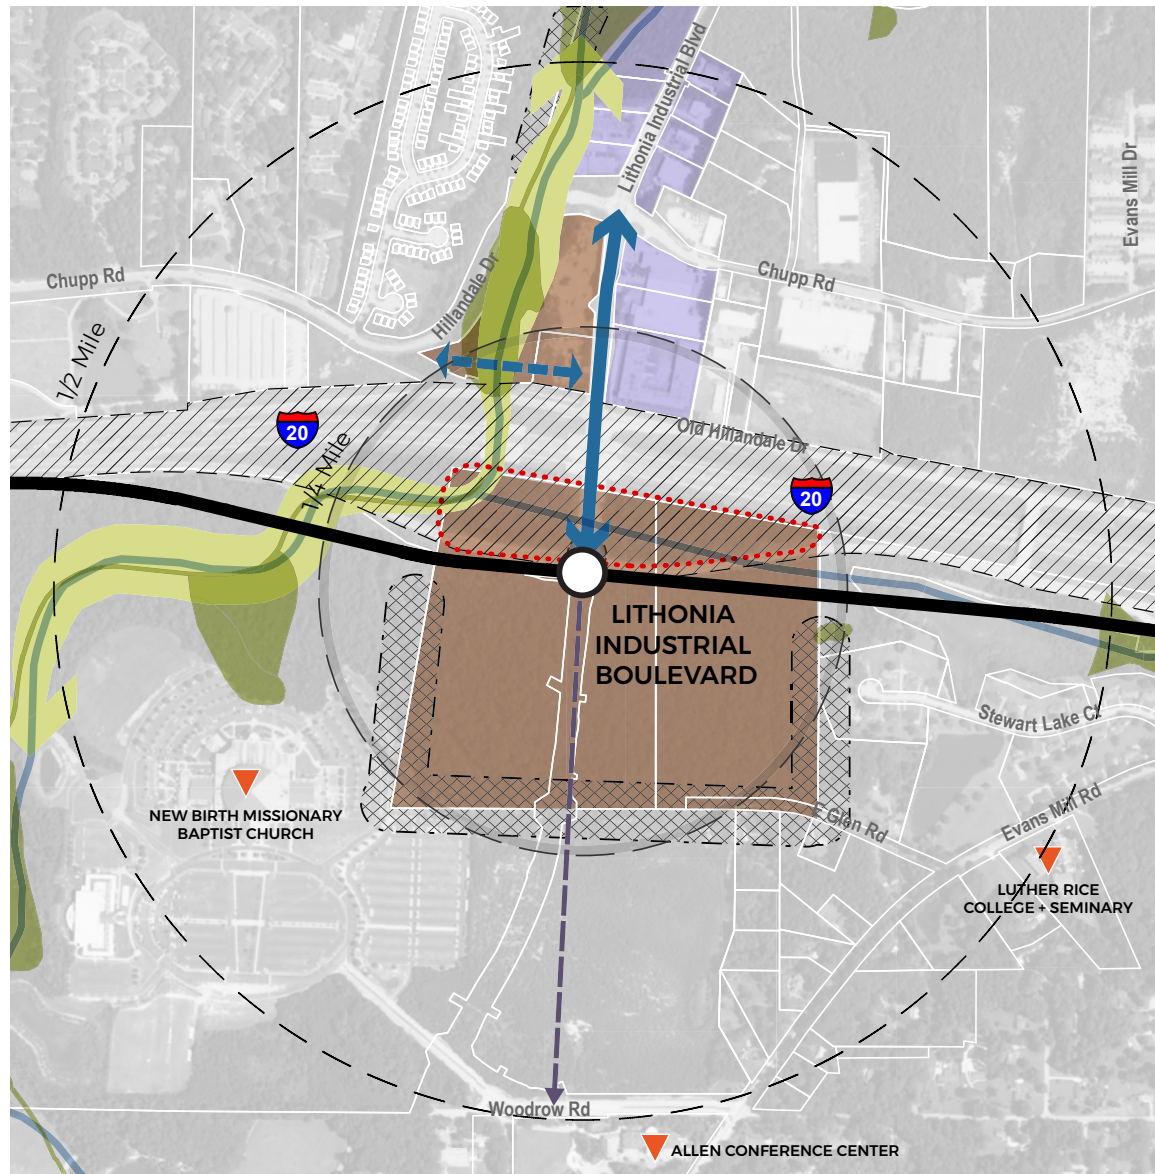 Lithonia Industrial Blvd
Evans Mill Dr
Chupp Rd
Hillandale Dr
Chupp Rd
1/2 Mile
20
1/4 Mile
Old Hillandale Dr
20
LITHONIA
INDUSTRIAL
BOULEVARD
Stewart Lake Ct
NEW BIRTH MISSIONARY
BAPTIST CHURCH
E Glen Rd
Evans Mill Rd
LUTHER RICE
COLLEGE + SEMINARY
Woodrow Rd
ALLEN CONFERENCE CENTER